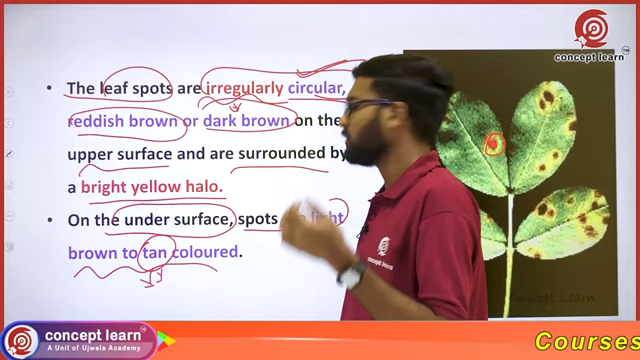 concept learn
• The leaf spots are irregularly circular,
reddish brown or dark brown on the
upper surface and are surrounded by
a bright yellow halo.
• On the under surface, spots light
brown to tan coloured.
concept learn
Concept Learn
concept learn
A Unit of Ujwala Academy
Courses